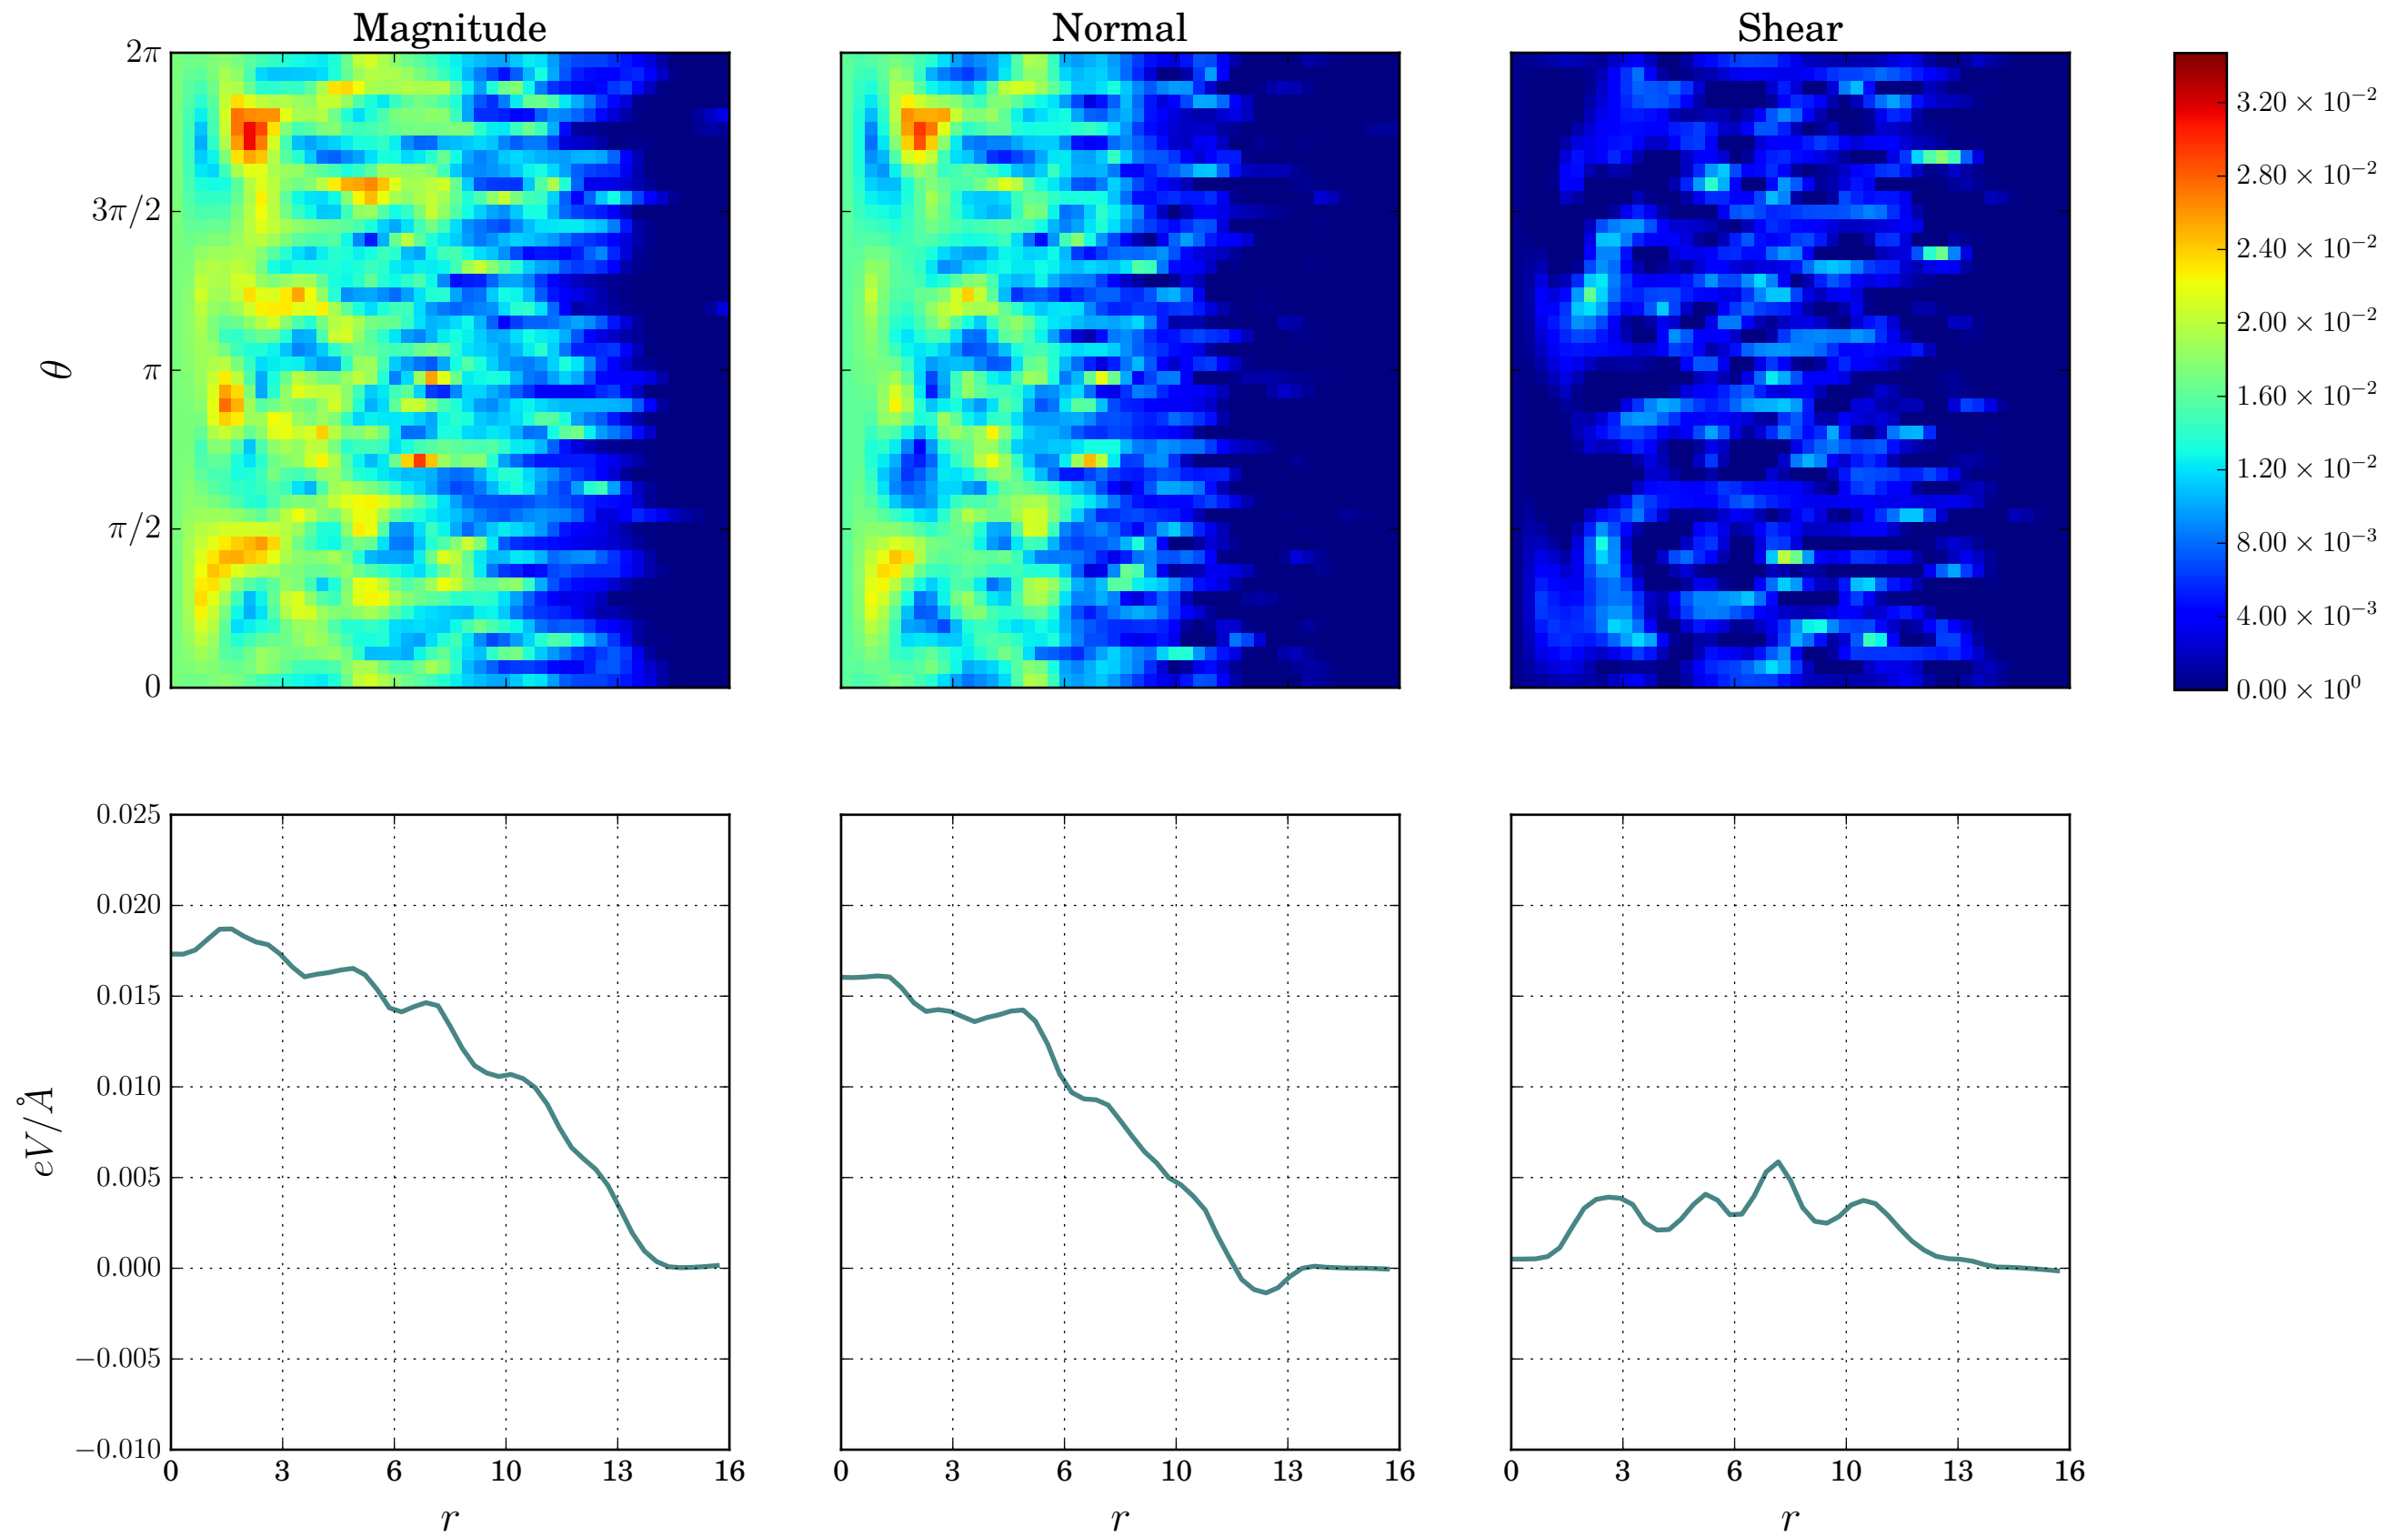 Magnitude Normal Shear
2π
3π/2
π
π/2
0
θ
3.20 × 10⁻²
2.80 × 10⁻²
2.40 × 10⁻²
2.00 × 10⁻²
1.60 × 10⁻²
1.20 × 10⁻²
8.00 × 10⁻³
4.00 × 10⁻³
0.00 × 10⁰
0.025
0.020
0.015
0.010
0.005
0.000
−0.005
−0.010
eV/Å
0 3 6 10 13 16 0 3 6 10 13 16 0 3 6 10 13 16
r r r